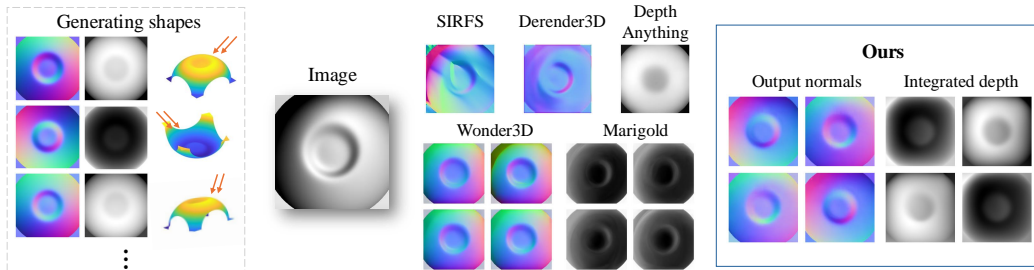 Generating shapes
Image
SIRFS
Derender3D
Depth
Anything
Wonder3D
Marigold
Ours
Output normals
Integrated depth